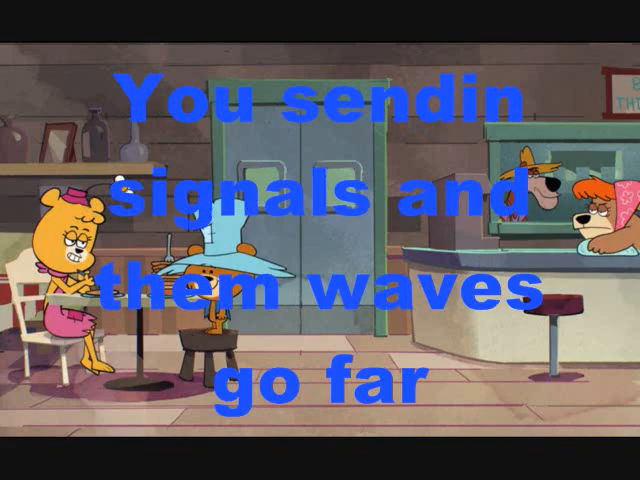 You sendin
signals and
them waves
go far